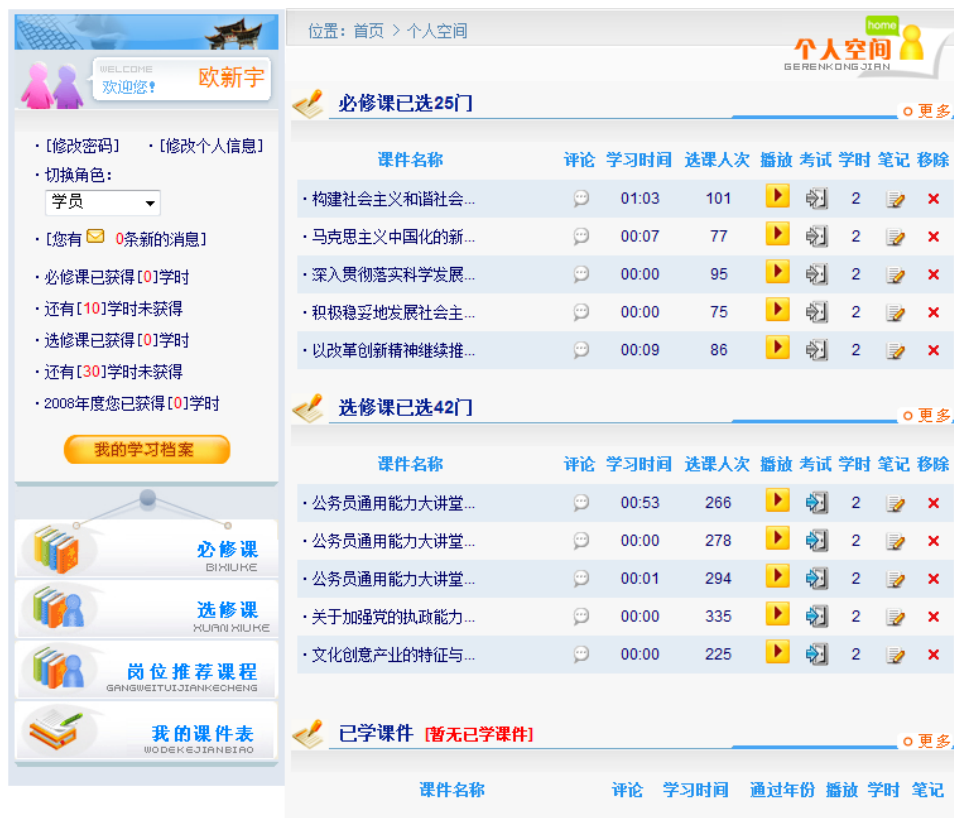 WELCOME
欢迎您!
欧新宇
·[修改密码] ·[修改个人信息]
·切换角色:
学员
·[您有 0条新的消息]
·必修课已获得[0]学时
·还有[10]学时未获得
·选修课已获得[0]学时
·还有[30]学时未获得
·2008年度您已获得[0]学时
我的学习档案
必修课
BIXIUKE
选修课
XUANXIUKE
岗位推荐课程
GANGWEITUIJIANKECHENG
我的课件表
WODEKEJIANBIAO
位置: 首页 > 个人空间
home
个人空间
GERENKONGJIAN
必修课已选25门
更多
课件名称 评论 学习时间 选课人次 播放 考试 学时 笔记 移除
·构建社会主义和谐社会... 01:03 101 2
·马克思主义中国化的新... 00:07 77 2
·深入贯彻落实科学发展... 00:00 95 2
·积极稳妥地发展社会主... 00:00 75 2
·以改革创新精神继续推... 00:09 86 2
选修课已选42门
更多
课件名称 评论 学习时间 选课人次 播放 考试 学时 笔记 移除
·公务员通用能力大讲堂... 00:53 266 2
·公务员通用能力大讲堂... 00:00 278 2
·公务员通用能力大讲堂... 00:01 294 2
·关于加强党的执政能力... 00:00 335 2
·文化创意产业的特征与... 00:00 225 2
已学课件 [暂无已学课件]
更多
课件名称 评论 学习时间 通过年份 播放 学时 笔记